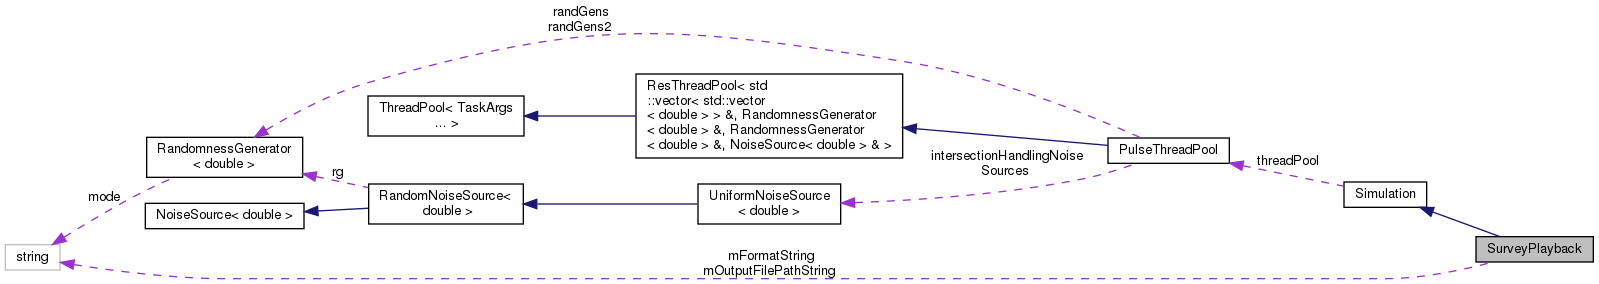 randGens
randGens2
ThreadPool< TaskArgs
... >
ResThreadPool< std
::vector< std::vector
< double > > &, RandomnessGenerator
< double > &, RandomnessGenerator
< double > &, NoiseSource< double > & >
RandomnessGenerator
< double >
PulseThreadPool
intersectionHandlingNoise
Sources
threadPool
rg
mode
RandomNoiseSource<
double >
UniformNoiseSource
< double >
Simulation
NoiseSource< double >
string
mFormatString
mOutputFilePathString
SurveyPlayback